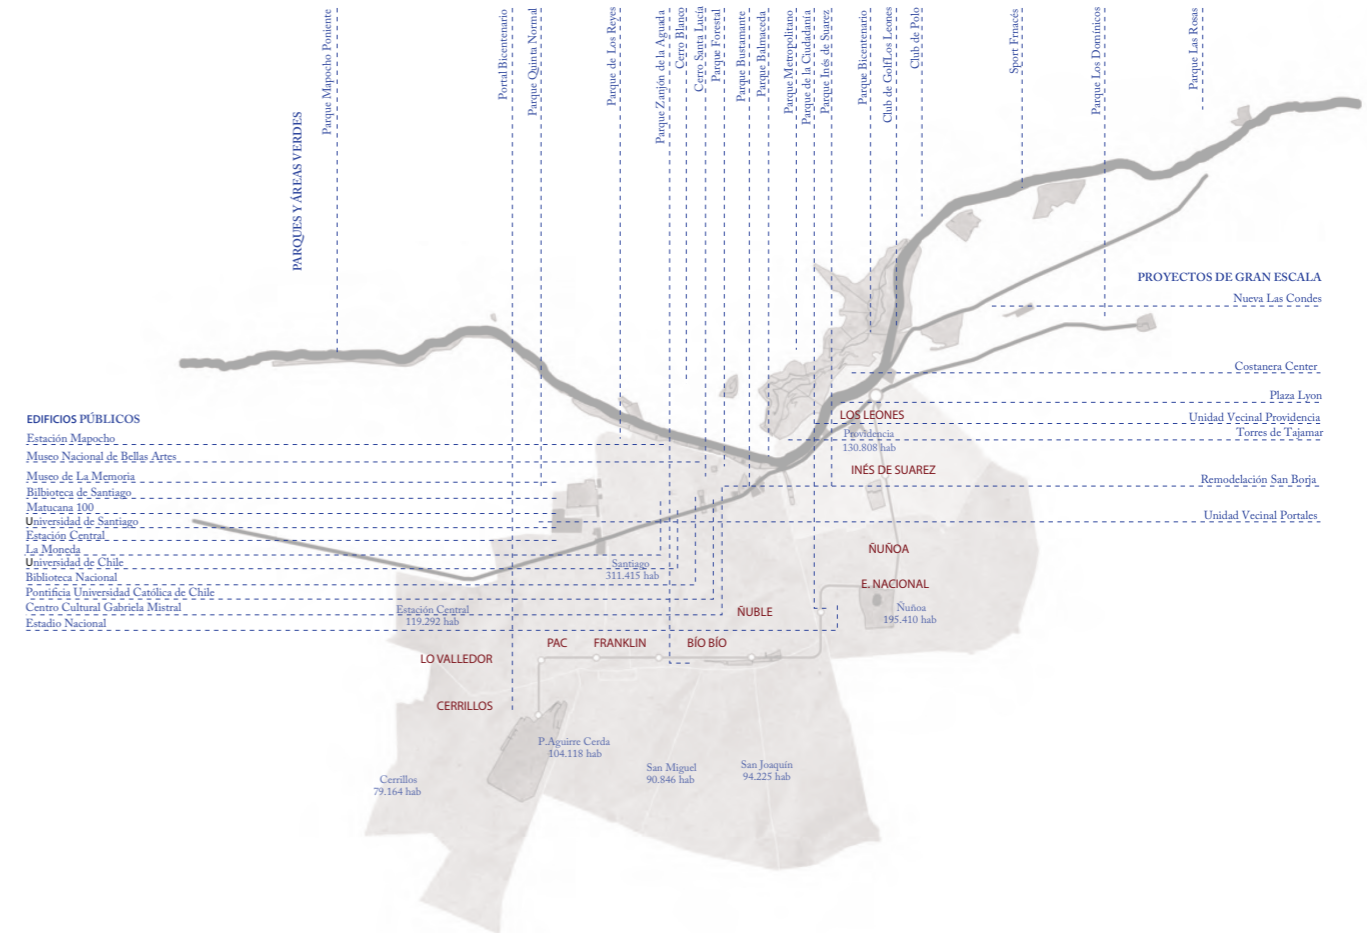 Parque Mapocho Poniente
Portal Bicentenario
Parque Quinta Normal
Parque de Los Reyes
Parque Zanjón de la Aguada
Cerro Blanco
Cerro Santa Lucía
Parque Forestal
Parque Bustamante
Parque Balmaceda
Parque Metropolitano
Parque de la Ciudadanía
Parque Inés de Suarez
Parque Bicentenario
Club de GolfLos Leones
Club de Polo
Sport Frnacés
Parque Los Domínicos
Parque Las Rosas
PARQUES Y ÁREAS VERDES
PROYECTOS DE GRAN ESCALA
Nueva Las Condes
Costanera Center
Plaza Lyon
Unidad Vecinal Providencia
Torres de Tajamar
Remodelación San Borja
Unidad Vecinal Portales
EDIFICIOS PÚBLICOS
Estación Mapocho
Museo Nacional de Bellas Artes
Museo de La Memoria
Bilbioteca de Santiago
Matucana 100
Universidad de Santiago
Estación Central
La Moneda
Universidad de Chile
Biblioteca Nacional
Pontificia Universidad Católica de Chile
Centro Cultural Gabriela Mistral
Estadio Nacional
LOS LEONES
Providencia
130.808 hab
INÉS DE SUAREZ
ÑUÑOA
E. NACIONAL
Ñuñoa
195.410 hab
Santiago
311.415 hab
Estación Central
119.292 hab
ÑUBLE
PAC
FRANKLIN
BÍO BÍO
LO VALLEDOR
CERRILLOS
P.Aguirre Cerda
104.118 hab
San Miguel
90.846 hab
San Joaquín
94.225 hab
Cerrillos
79.164 hab